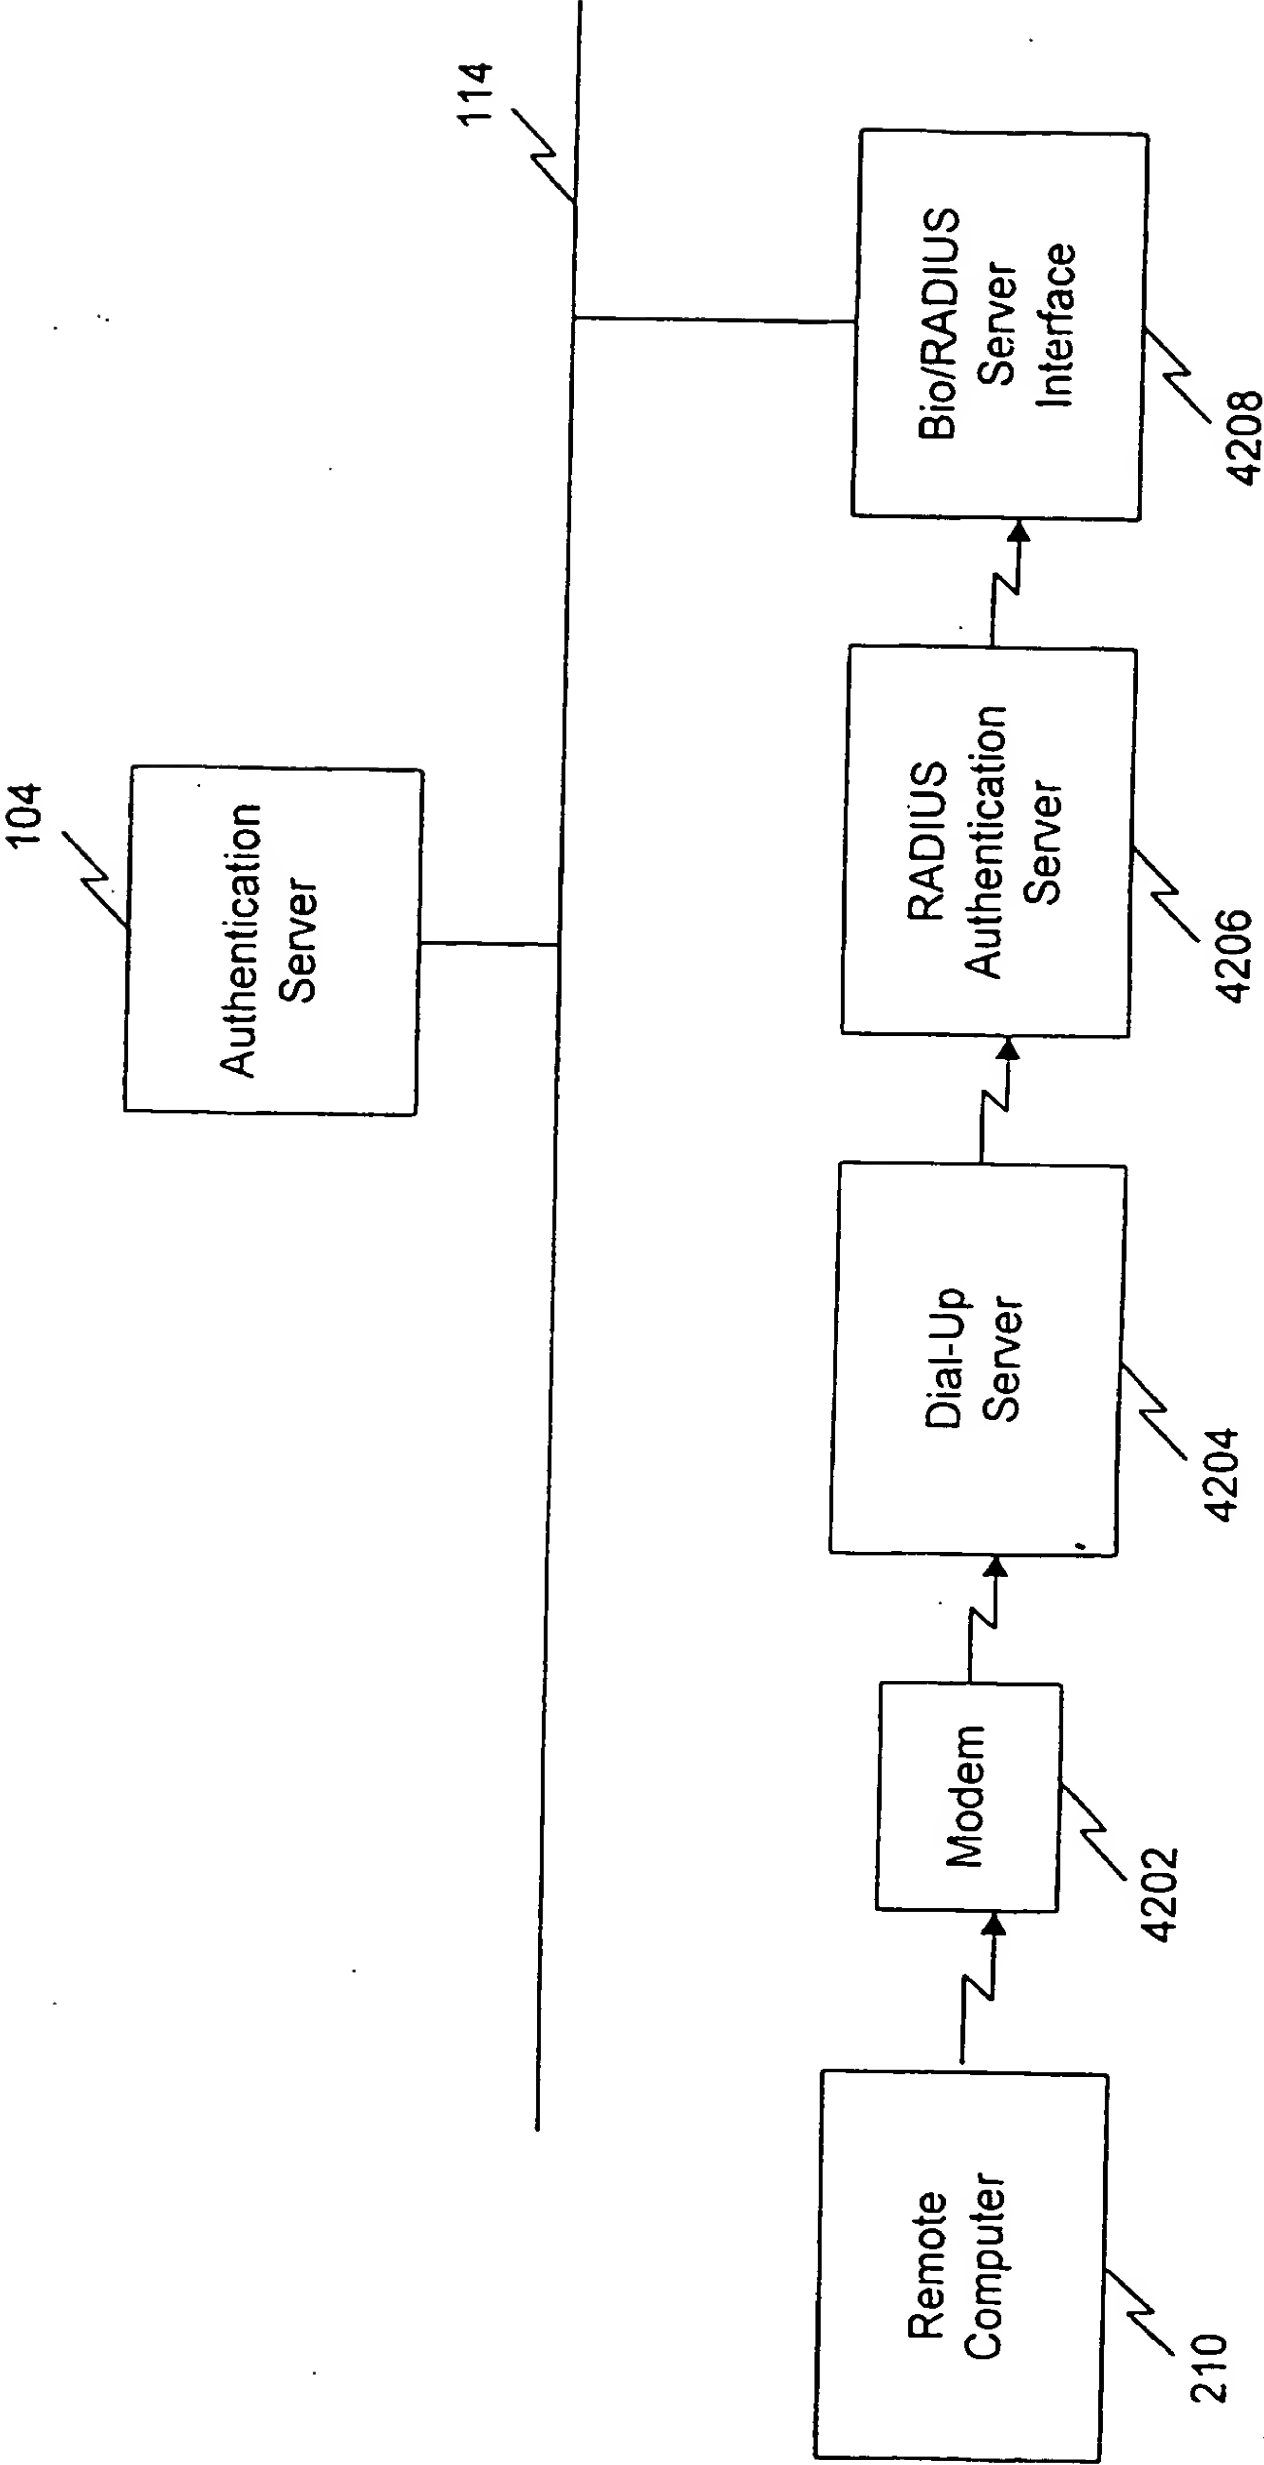 104
Authentication
Server
114
Remote
Computer
210
Modem
4202
Dial-Up
Server
4204
RADIUS
Authentication
Server
4206
Bio/RADIUS
Server
Interface
4208